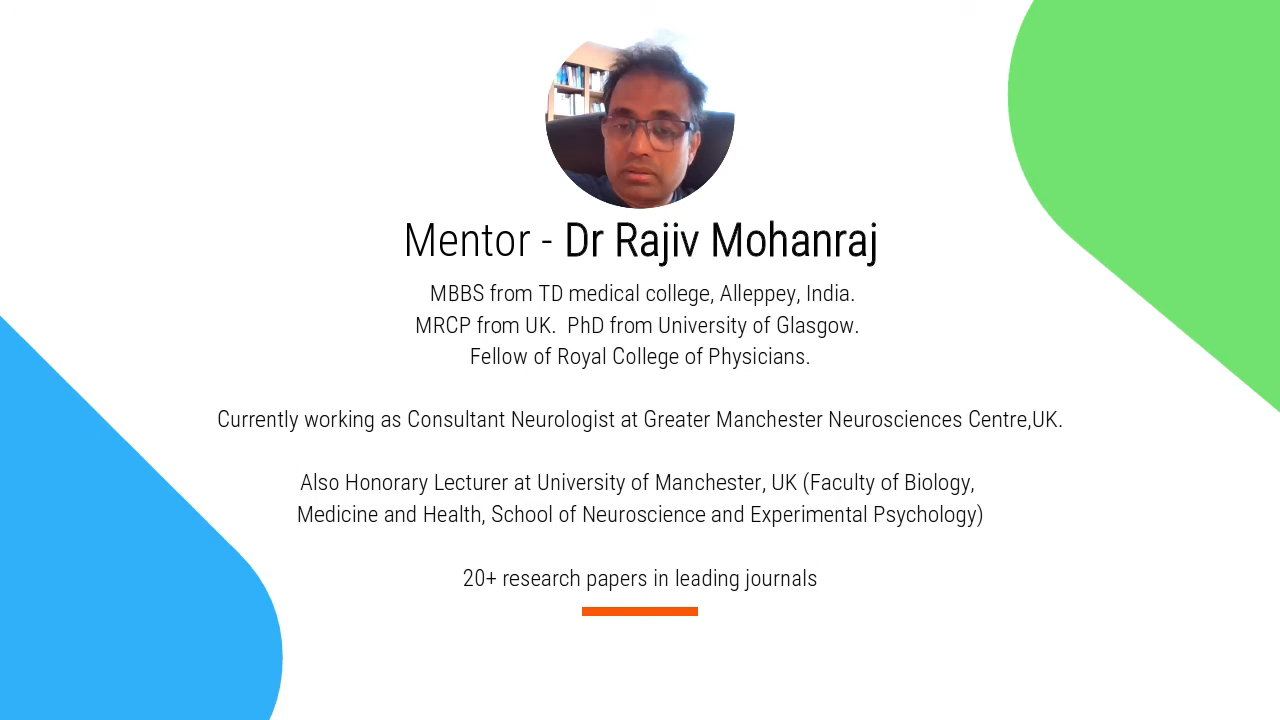 Mentor - Dr Rajiv Mohanraj
MBBS from TD medical college, Alleppey, India.
MRCP from UK.  PhD from University of Glasgow.
Fellow of Royal College of Physicians.
Currently working as Consultant Neurologist at Greater Manchester Neurosciences Centre,UK.
Also Honorary Lecturer at University of Manchester, UK (Faculty of Biology,
Medicine and Health, School of Neuroscience and Experimental Psychology)
20+ research papers in leading journals